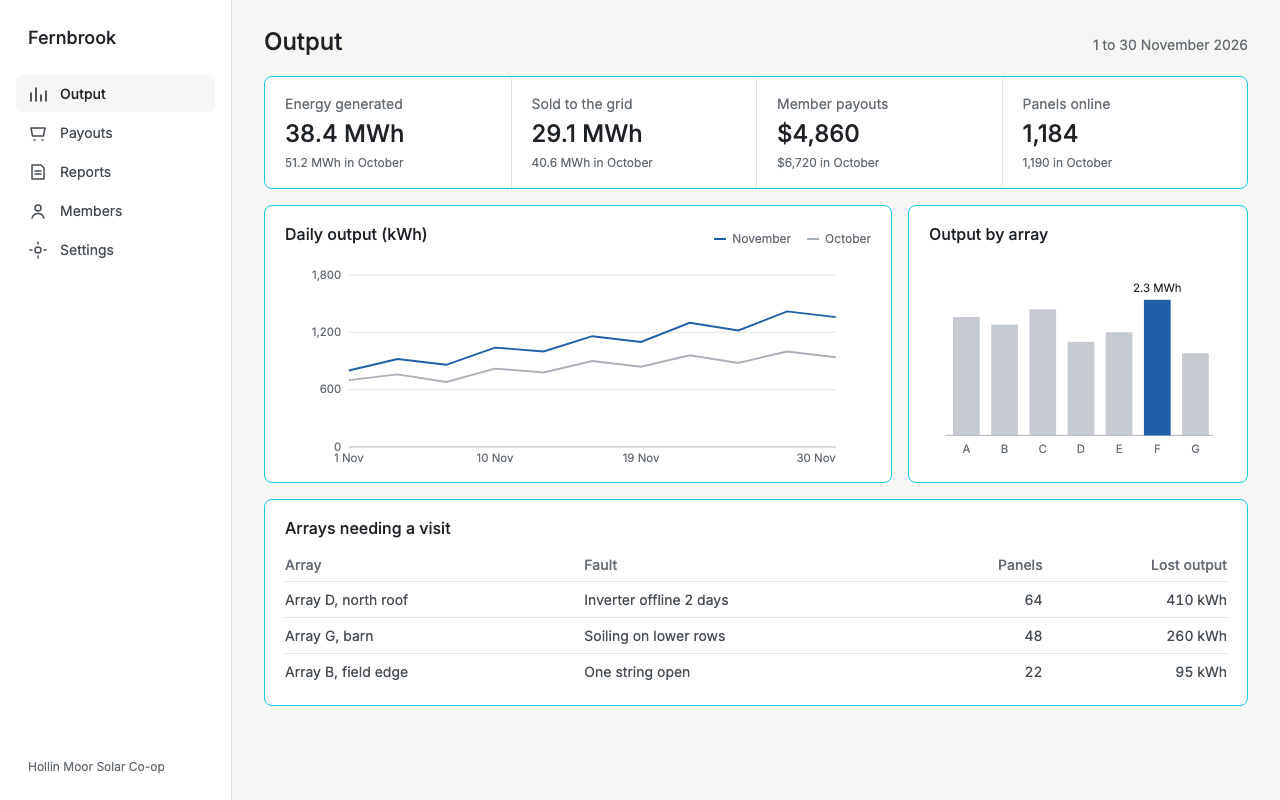 Fernbrook
Output
Payouts
Reports
Members
Settings
Hollin Moor Solar Co-op
Output
1 to 30 November 2026
Energy generated
38.4 MWh
51.2 MWh in October
Sold to the grid
29.1 MWh
40.6 MWh in October
Member payouts
$4,860
$6,720 in October
Panels online
1,184
1,190 in October
Daily output (kWh)
November
October
1,800
1,200
600
0
1 Nov
10 Nov
19 Nov
30 Nov
Output by array
2.3 MWh
A B C D E F G
Arrays needing a visit
Array Fault Panels Lost output
Array D, north roof Inverter offline 2 days 64 410 kWh
Array G, barn Soiling on lower rows 48 260 kWh
Array B, field edge One string open 22 95 kWh